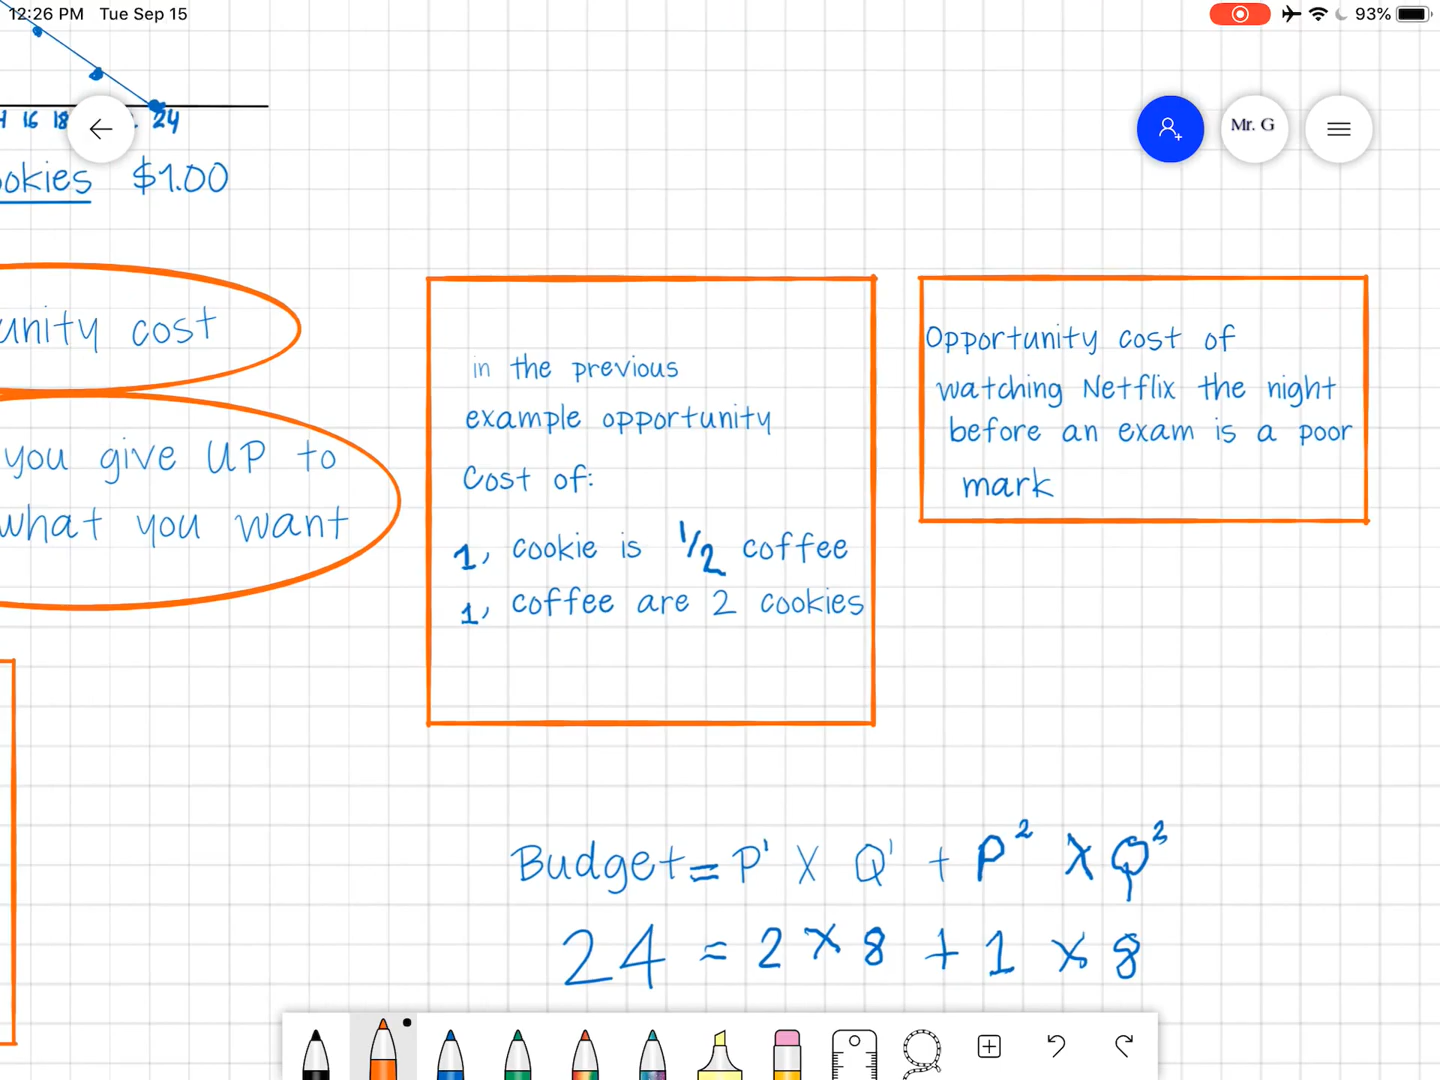 12:26 PM Tue Sep 15
93%
16 18 24
Mr. G
ookies $1.00
unity cost
you give UP to
what you want
in the previous
example opportunity
Cost of:
1, cookie is 1/2 coffee
1, coffee are 2 cookies
Opportunity cost of
watching Netflix the night
before an exam is a poor
mark
Budget = P¹ X Q¹ + P² X Q²
24 = 2 x 8 + 1 x 8